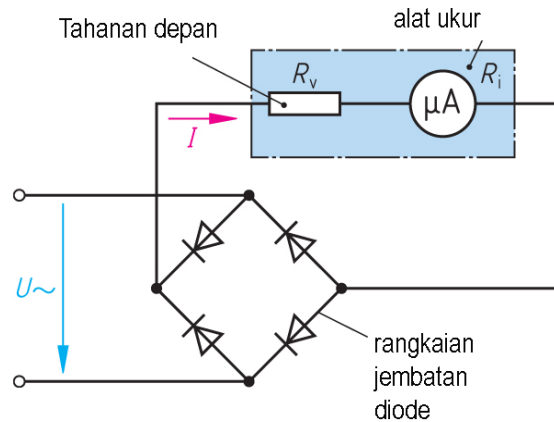 Tahanan depan
alat ukur
Rv
Ri
µA
I
U~
rangkaian
jembatan
diode